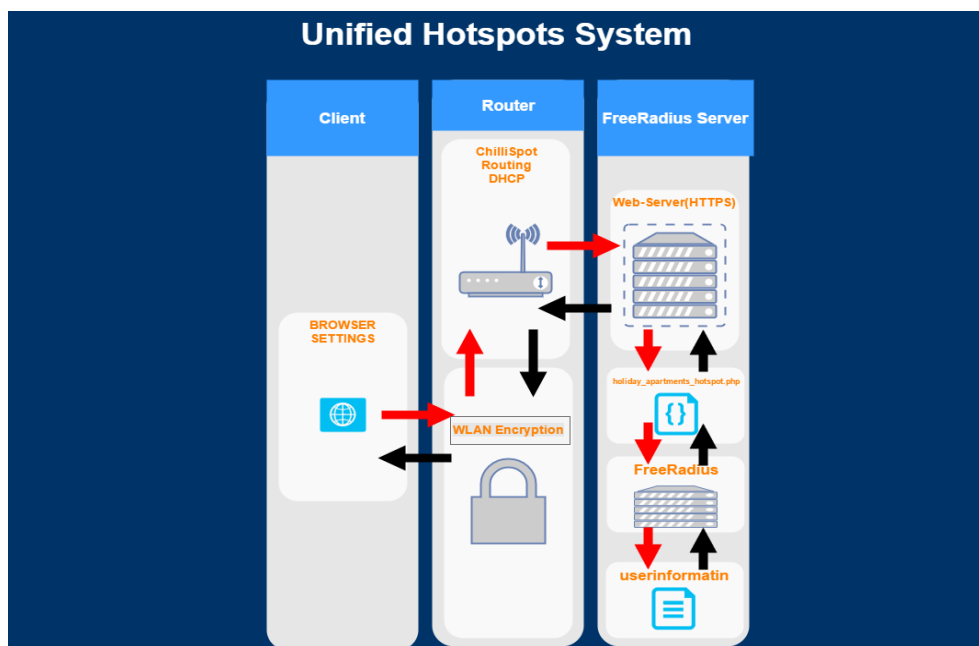 Unified Hotspots System
Client
Router
FreeRadius Server
ChilliSpot
Routing
DHCP
Web-Server(HTTPS)
BROWSER
SETTINGS
holiday_apartments_hotspot.php
{}
WLAN Encryption
FreeRadius
userinformatin